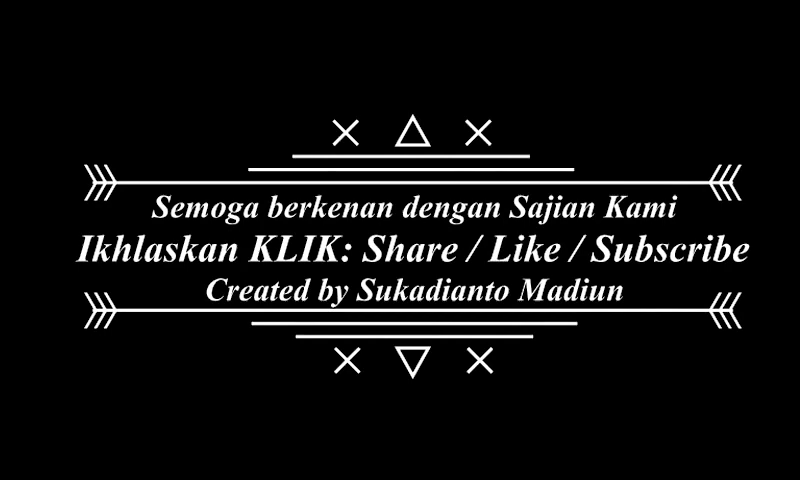 Semoga berkenan dengan Sajian Kami
Ikhlaskan KLIK: Share / Like / Subscribe
Created by Sukadianto Madiun